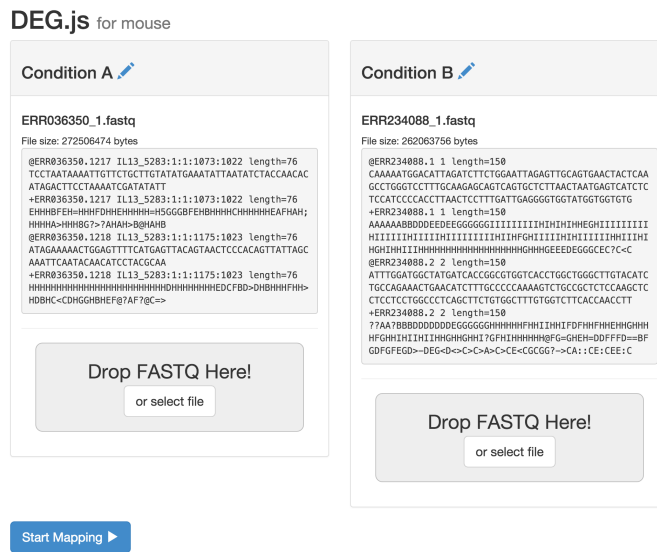 DEG.js for mouse
Condition A
ERR036350_1.fastq
File size: 272506474 bytes
@ERR036350.1217 IL13_5283:1:1:1073:1022 length=76
TCCTAATAAAATTGTTCTGCTTGTATATGAAATATTAATATCTACCAACAC
ATAGACTTCCTAAAATCGATATATT
+ERR036350.1217 IL13_5283:1:1:1073:1022 length=76
EHHHBFEH=HHHFDHHEHHHHH=H5GGGBFEHBHHHHCHHHHHHEAFHAH;
HHHHA>HHH8G?>?AHAH>B@HAHB
@ERR036350.1218 IL13_5283:1:1:1175:1023 length=76
ATAGAAAAACTGGAGTTTTCATGAGTTACAGTAACTCCCACAGTTATTAGC
AAATTCAATACAACATCCTACGCAA
+ERR036350.1218 IL13_5283:1:1:1175:1023 length=76
HHHHHHHHHHHHHHHHHHHHHHHHDHHHHHHHEDCFBD>DHBHHHFHH>
HDBHC<CDHGGHBHEF@?AF?@C=>
Drop FASTQ Here!
or select file
Condition B
ERR234088_1.fastq
File size: 262063756 bytes
@ERR234088.1 1 length=150
CAAAAATGGACATTAGATCTTCTGGAATTAGAGTTGCAGTGAACTACTCAA
GCCTGGGTCCTTTGCAAGAGCAGTCAGTGCTCTTAACTAATGAGTCATCTC
TCCATCCCCACCTTAACTCCTTTGATTGAGGGGTGGTATGGTGGTGTG
+ERR234088.1 1 length=150
AAAAAABBDDDEEDEEGGGGGGIIIIIIIIIHIHIHIHHEGHIIIIIIIII
HIIIIIIHIIIIIHIIIIIIIIIIHIIHFGHIIIIIHIHIIIIIIHHIIIHI
HGHIHHIIIHHHHHHHHHHHHHHHHHGHHHGEEEDEGGGCEC?C<C
@ERR234088.2 2 length=150
ATTTGGATGGCTATGATCACCGGCGTGGTCACCTGGCTGGGCTTGTACATC
TGCCAGAAACTGAACATCTTTGCCCCCAAAAGTCTGCCGCTCTCCAAGCTC
CTCCTCCTGGCCCTCAGCTTCTGTGGCTTTGTGGTCTTCACCAACCTT
+ERR234088.2 2 length=150
??AA?BBBDDDDDDDEGGGGGGHHHHHHFHHIIHHIFDFHHFHHEHHGHHH
HFGHHIHIIHIIHHGHHGHHI?GFHIHHHHHH@FG=GHEH=DDFFFD==BF
GDFGFEGD>-DEG<D<>C>C>A>C>CE<CGCGG?->CA::CE:CEE:C
Drop FASTQ Here!
or select file
Start Mapping